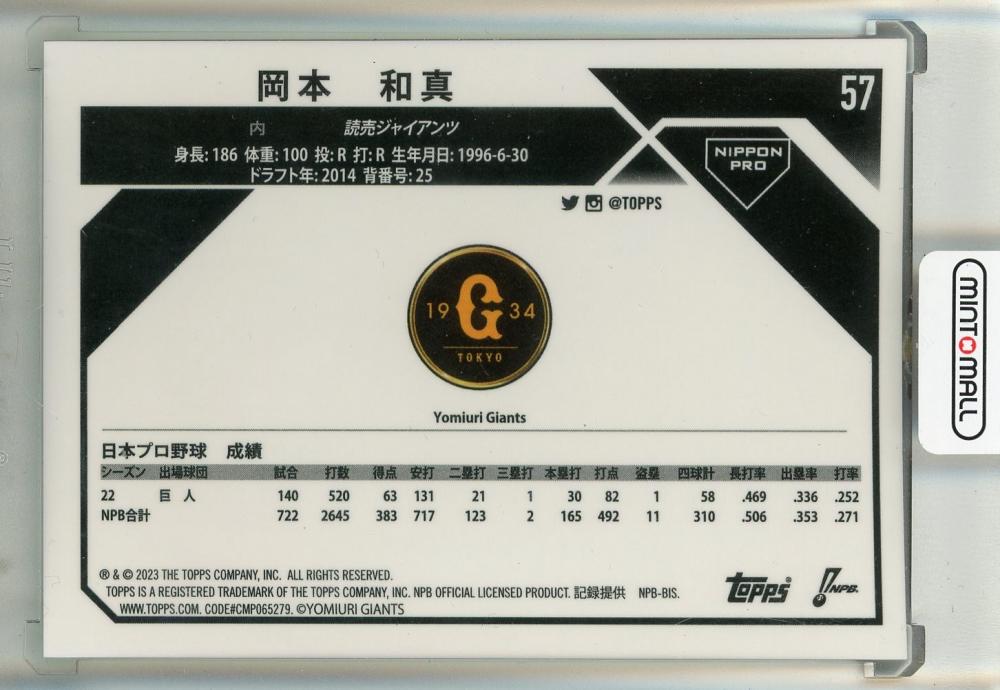 岡本 和真
57
内 読売ジャイアンツ
身長: 186 体重: 100 投: R 打: R 生年月日: 1996-6-30
ドラフト年: 2014 背番号: 25
NIPPON
PRO
@TOPPS
19 G 34
TOKYO
Yomiuri Giants
日本プロ野球 成績
シーズン 出場球団 試合 打数 得点 安打 二塁打 三塁打 本塁打 打点 盗塁 四球計 長打率 出塁率 打率
22 巨人 140 520 63 131 21 1 30 82 1 58 .469 .336 .252
NPB合計 722 2645 383 717 123 2 165 492 11 310 .506 .353 .271
® & © 2023 THE TOPPS COMPANY, INC. ALL RIGHTS RESERVED.
TOPPS IS A REGISTERED TRADEMARK OF THE TOPPS COMPANY, INC. NPB OFFICIAL LICENSED PRODUCT. 記録提供 NPB-BIS.
WWW.TOPPS.COM. CODE#CMP065279. ©YOMIURI GIANTS
Topps
NPB
MINTMALL